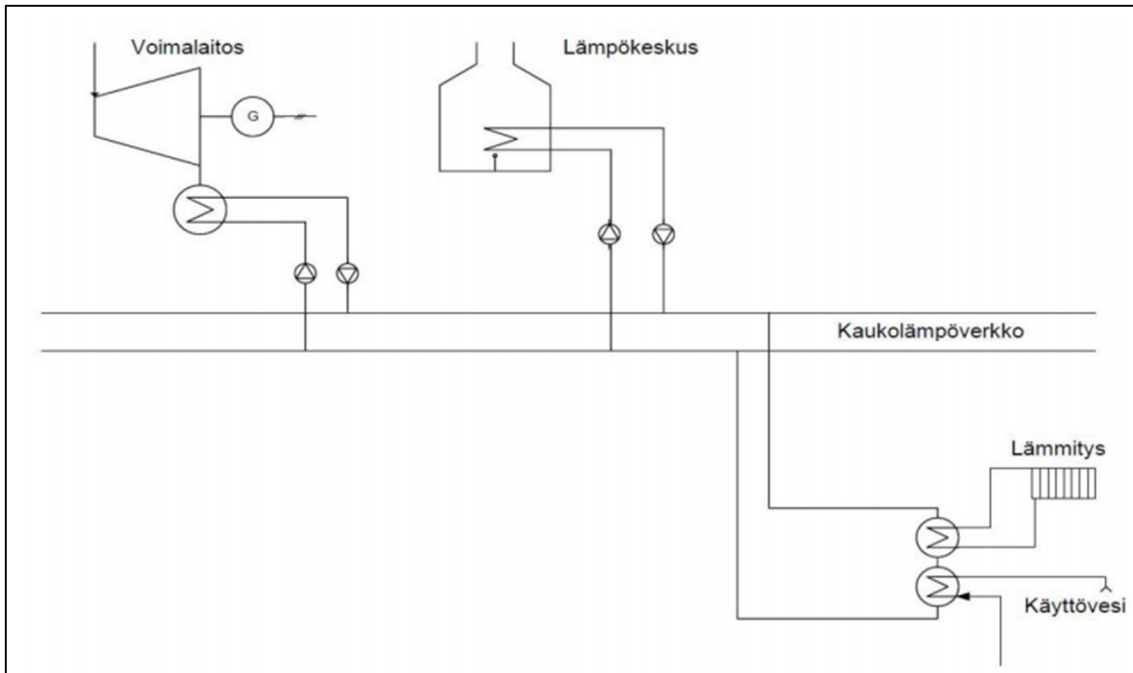 Voimalaitos
Lämpökeskus
G
Kaukolämpöverkko
Lämmitys
Käyttövesi